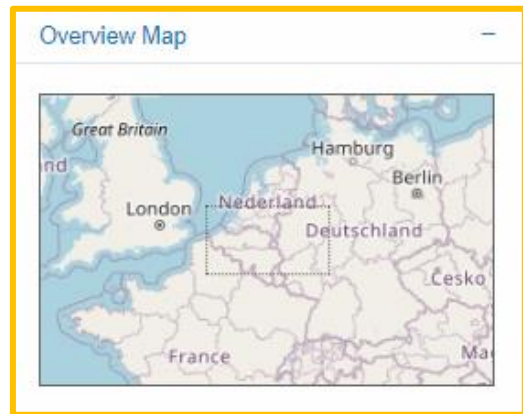 Overview Map −
Great Britain
nd
Hamburg
Berlin
London
Nederland
Deutschland
Česko
France
Ma